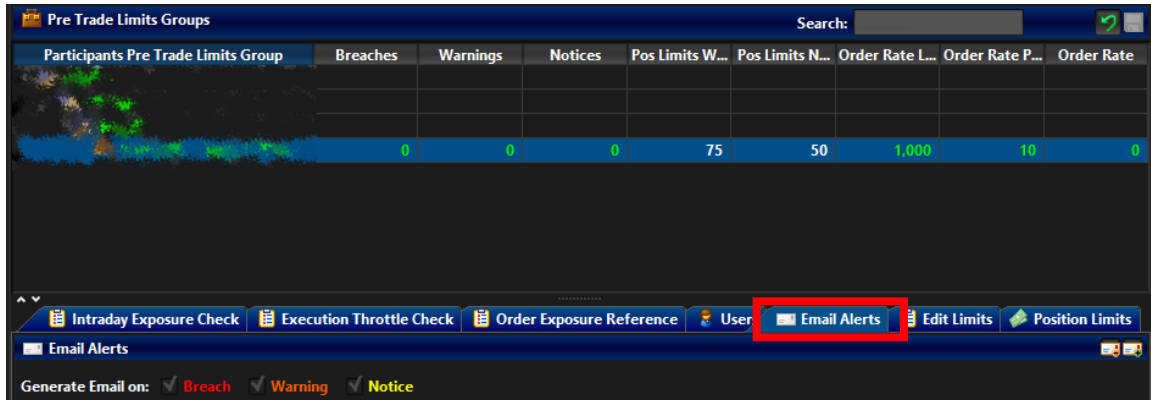 Pre Trade Limits Groups Search:
Participants Pre Trade Limits Group Breaches Warnings Notices Pos Limits W... Pos Limits N... Order Rate L... Order Rate P... Order Rate
0 0 0 75 50 1,000 10 0
Intraday Exposure Check Execution Throttle Check Order Exposure Reference User Email Alerts Edit Limits Position Limits
Email Alerts
Generate Email on: Breach Warning Notice